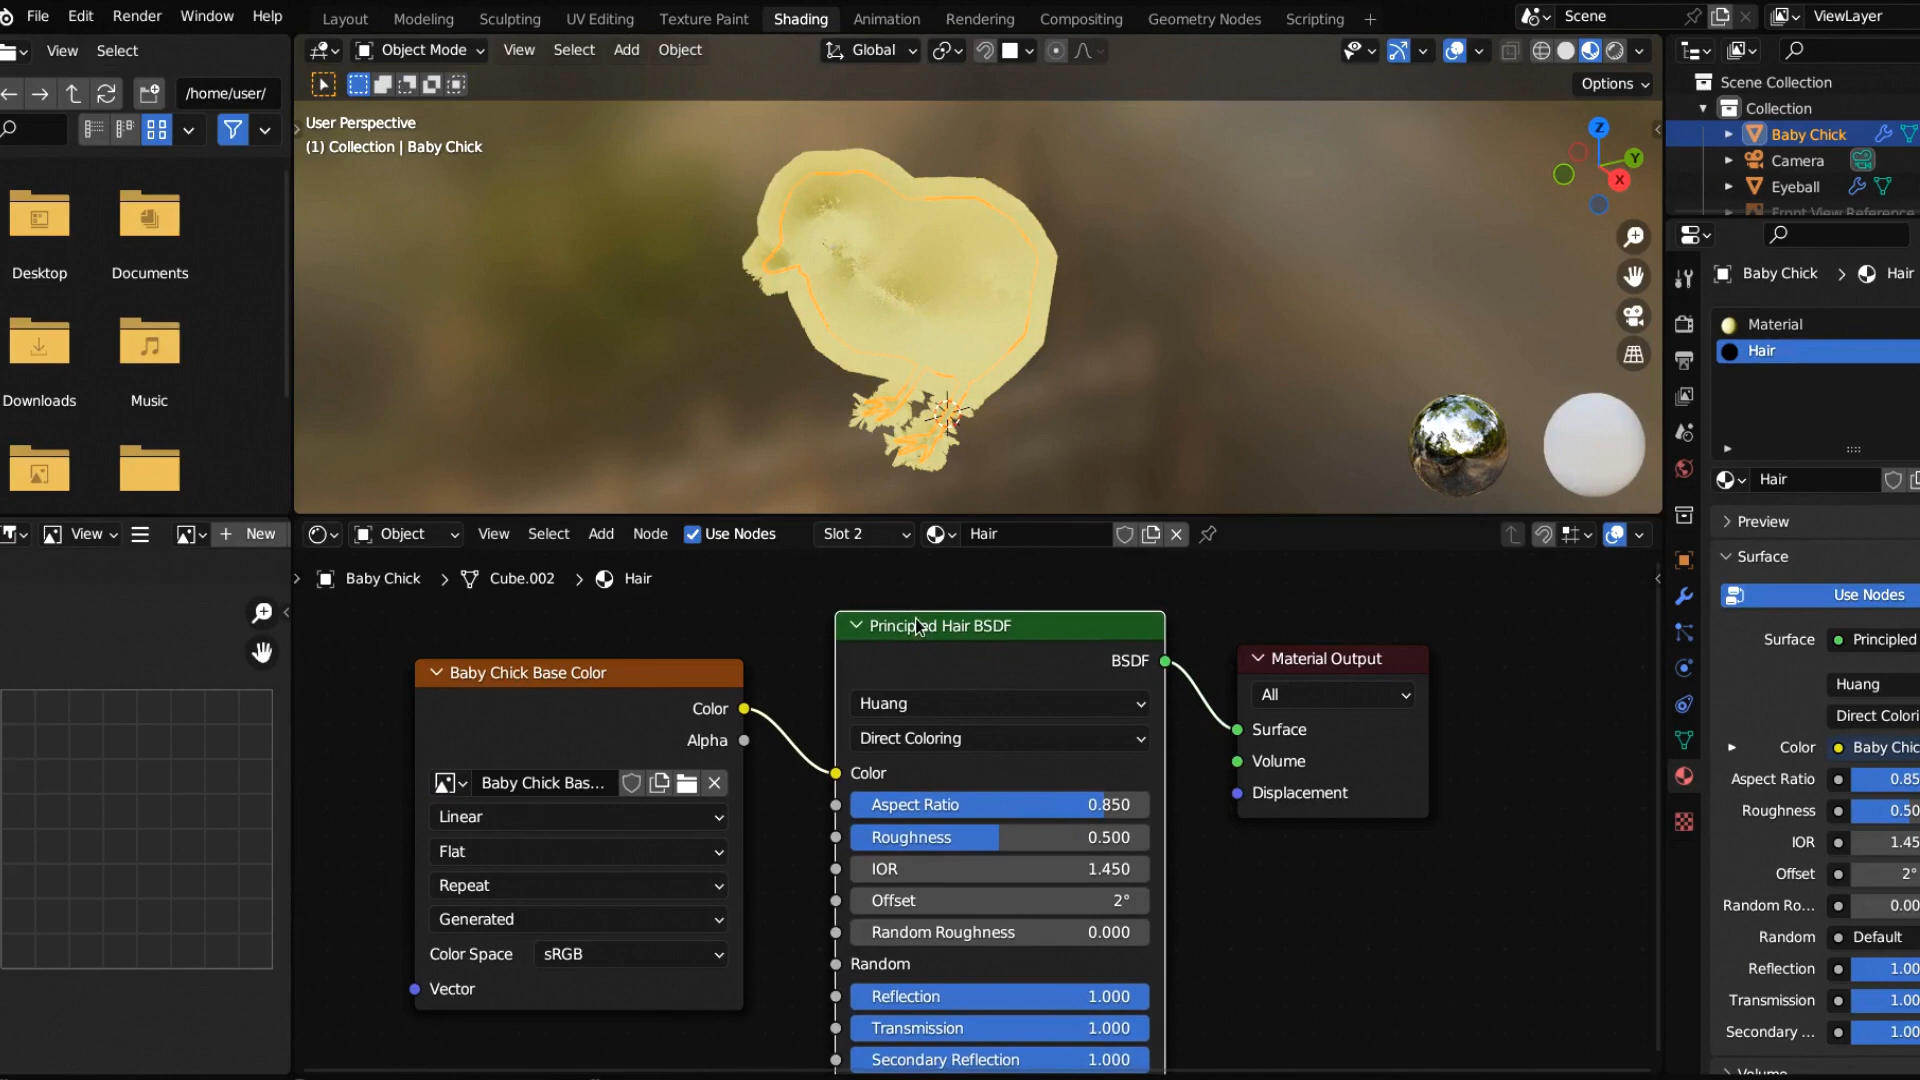 File Edit Render Window Help
Layout Modeling Sculpting UV Editing Texture Paint Shading Animation Rendering Compositing Geometry Nodes Scripting +
Scene
ViewLayer
View Select
Object Mode View Select Add Object
Global
/home/user/
Options
Desktop
Documents
Downloads
Music
User Perspective
(1) Collection | Baby Chick
Z
Y
X
Scene Collection
Collection
Baby Chick
Camera
Eyeball
Front View Reference
Baby Chick > Hair
Material
Hair
Hair
Preview
Surface
Use Nodes
Surface Principled
Huang
Direct Colori
Color Baby Chic
Aspect Ratio 0.85
Roughness 0.50
IOR 1.45
Offset 2°
Random Ro... 0.00
Random Default
Reflection 1.00
Transmission 1.00
Secondary ... 1.00
Volume
View
+ New
Object View Select Add Node Use Nodes Slot 2 Hair
Baby Chick > Cube.002 > Hair
Baby Chick Base Color
Color
Alpha
Baby Chick Bas...
Linear
Flat
Repeat
Generated
Color Space sRGB
Vector
Principled Hair BSDF
BSDF
Huang
Direct Coloring
Color
Aspect Ratio 0.850
Roughness 0.500
IOR 1.450
Offset 2°
Random Roughness 0.000
Random
Reflection 1.000
Transmission 1.000
Secondary Reflection 1.000
Material Output
All
Surface
Volume
Displacement